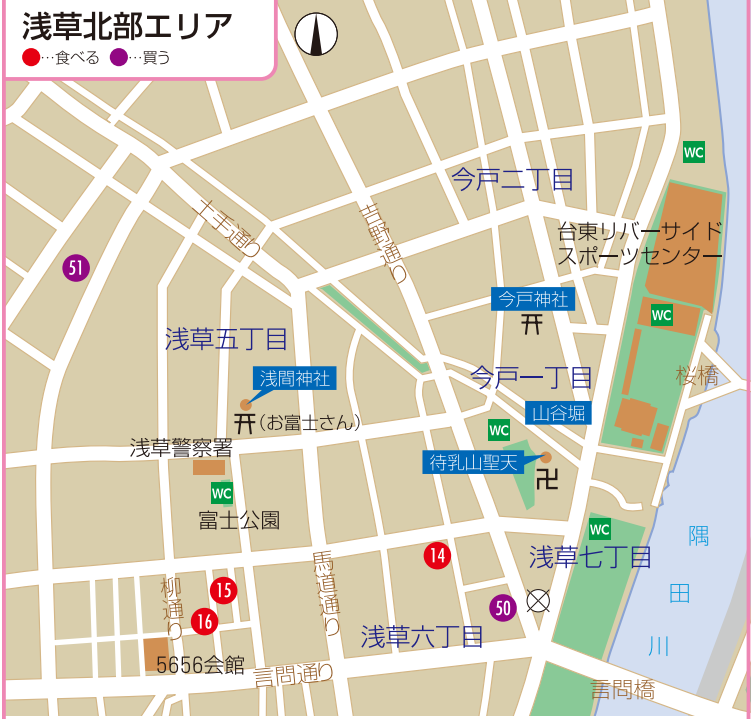 浅草北部エリア
●…食べる ●…買う
WC
今戸二丁目
土手通り
吉野通り
台東リバーサイド
スポーツセンター
51
今戸神社
WC
浅草五丁目
浅間神社
(お富士さん)
今戸一丁目
桜橋
山谷堀
WC
浅草警察署
待乳山聖天
卍
WC
富士公園
WC
隅
田
川
14
浅草七丁目
馬道通り
柳通り
15
16
50
浅草六丁目
5656会館
言問通り
言問橋